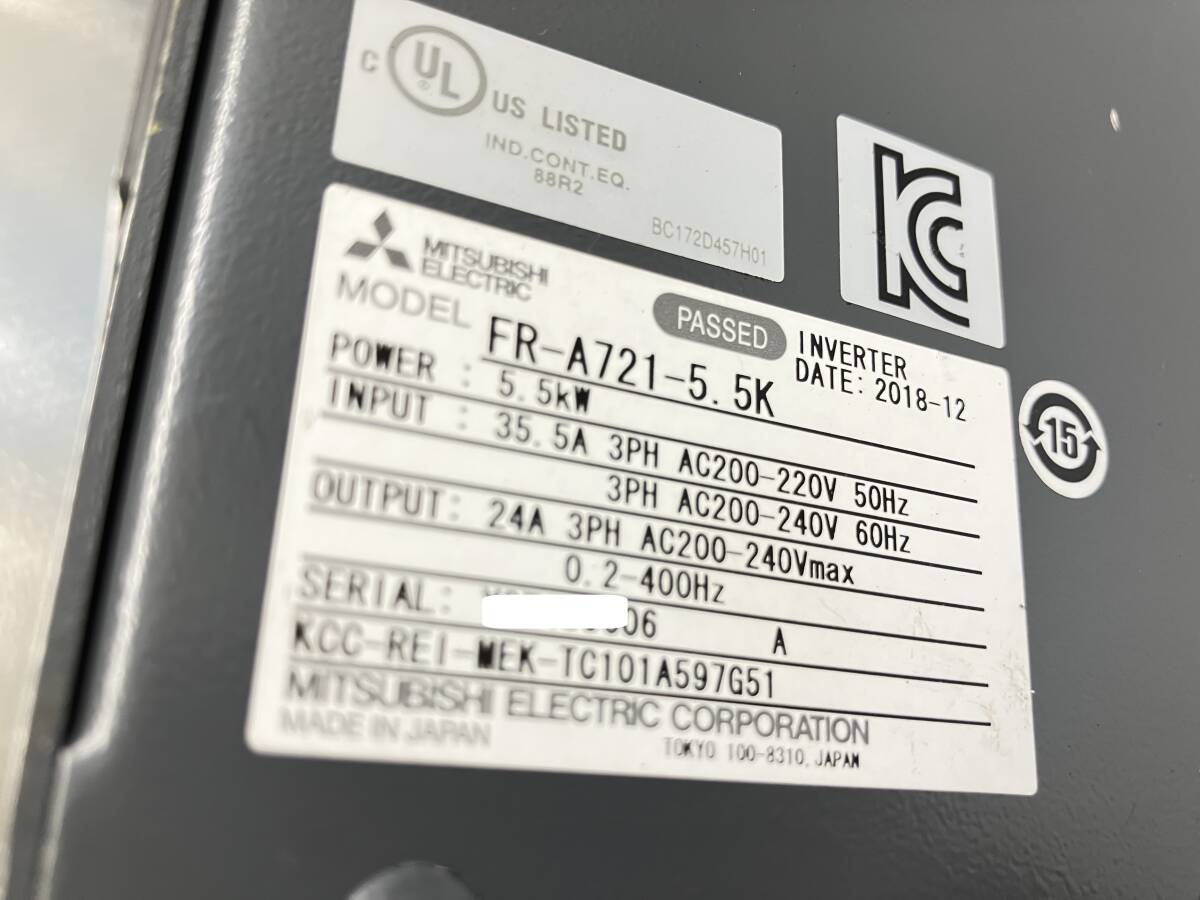 C UL ® US LISTED
IND.CONT.EQ.
88R2
BC172D457H01
KC
MITSUBISHI
ELECTRIC
PASSED
INVERTER
MODEL FR-A721-5.5K
DATE: 2018-12
POWER : 5.5kW
INPUT : 35.5A 3PH AC200-220V 50Hz
3PH AC200-240V 60Hz
OUTPUT: 24A 3PH AC200-240Vmax
0.2-400Hz
SERIAL: 06 A
KCC-REI-MEK-TC101A597G51
MITSUBISHI ELECTRIC CORPORATION
MADE IN JAPAN
TOKYO 100-8310, JAPAN
15